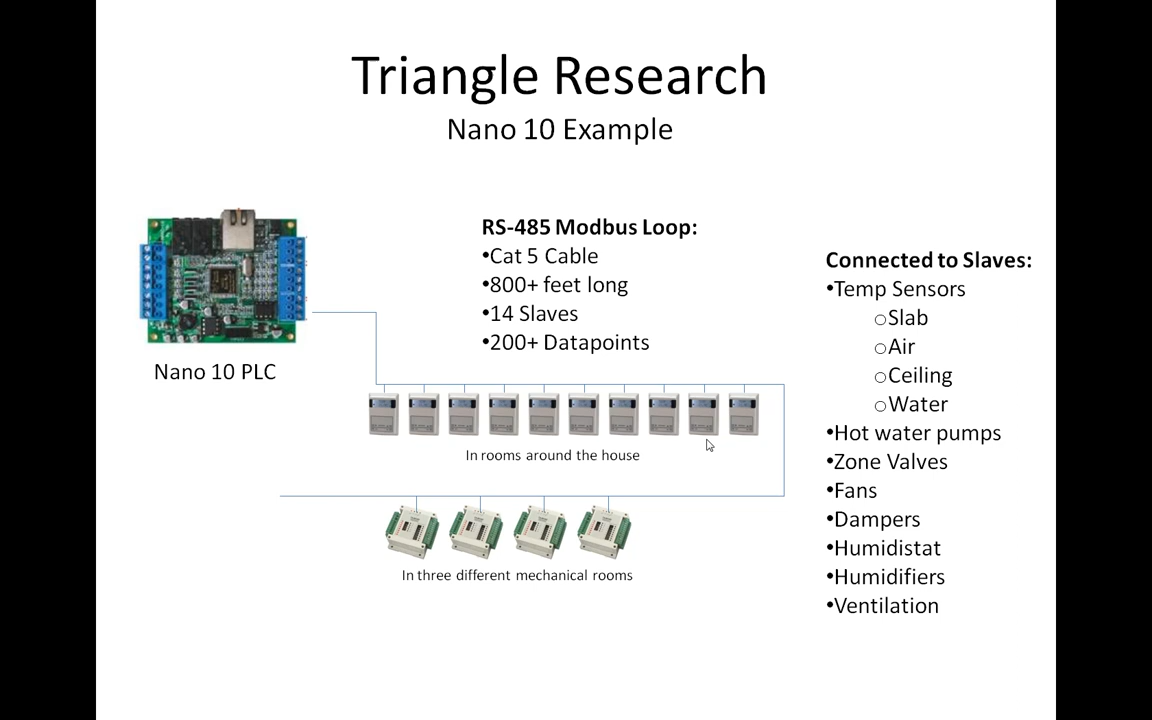 Triangle Research
Nano 10 Example
RS-485 Modbus Loop:
•Cat 5 Cable
•800+ feet long
•14 Slaves
•200+ Datapoints
Nano 10 PLC
In rooms around the house
In three different mechanical rooms
Connected to Slaves:
•Temp Sensors
oSlab
oAir
oCeiling
oWater
•Hot water pumps
•Zone Valves
•Fans
•Dampers
•Humidistat
•Humidifiers
•Ventilation